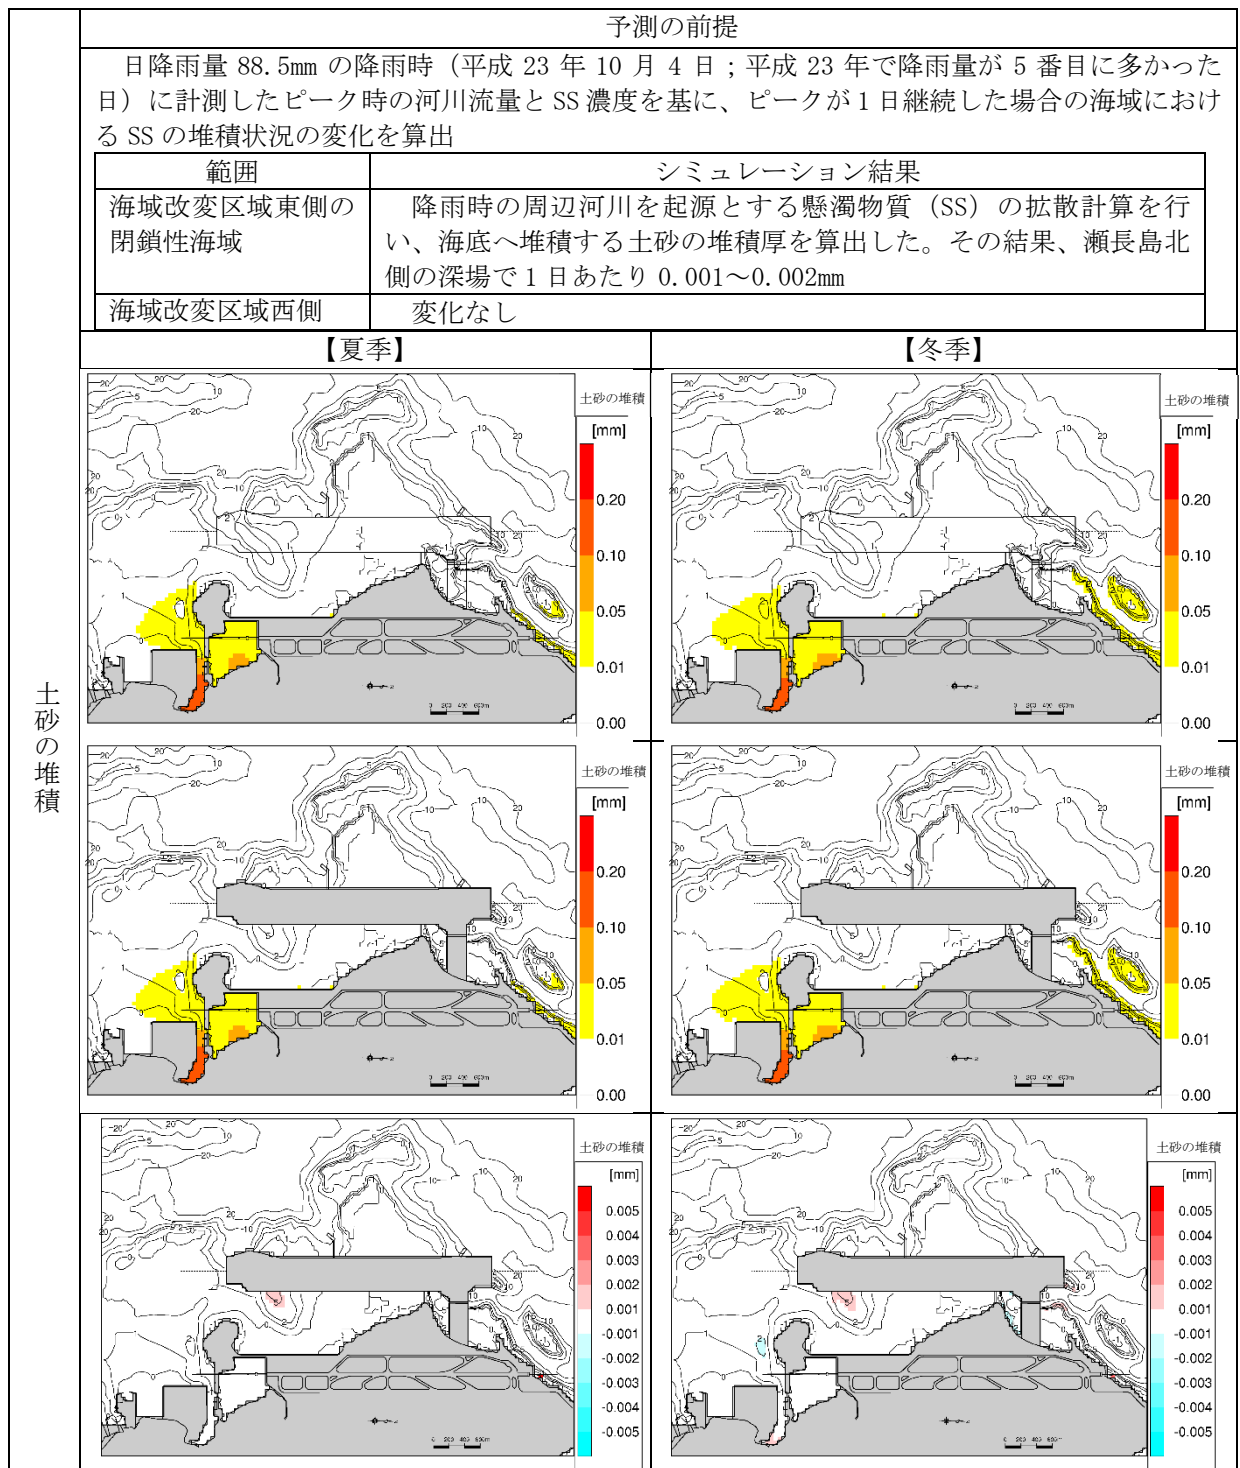 予測の前提
日降雨量 88.5mm の降雨時（平成 23 年 10 月 4 日；平成 23 年で降雨量が 5 番目に多かった
日）に計測したピーク時の河川流量と SS 濃度を基に、ピークが 1 日継続した場合の海域におけ
る SS の堆積状況の変化を算出
範囲
シミュレーション結果
海域改変区域東側の
閉鎖性海域
降雨時の周辺河川を起源とする懸濁物質（SS）の拡散計算を行
い、海底へ堆積する土砂の堆積厚を算出した。その結果、瀬長島北
側の深場で 1 日あたり 0.001～0.002mm
海域改変区域西側
変化なし
土砂の堆積
【夏季】
【冬季】
土砂の堆積
[mm]
0.20
0.10
0.05
0.01
0.00
土砂の堆積
[mm]
0.20
0.10
0.05
0.01
0.00
土砂の堆積
[mm]
0.20
0.10
0.05
0.01
0.00
土砂の堆積
[mm]
0.20
0.10
0.05
0.01
0.00
土砂の堆積
[mm]
0.005
0.004
0.003
0.002
0.001
-0.001
-0.002
-0.003
-0.004
-0.005
土砂の堆積
[mm]
0.005
0.004
0.003
0.002
0.001
-0.001
-0.002
-0.003
-0.004
-0.005